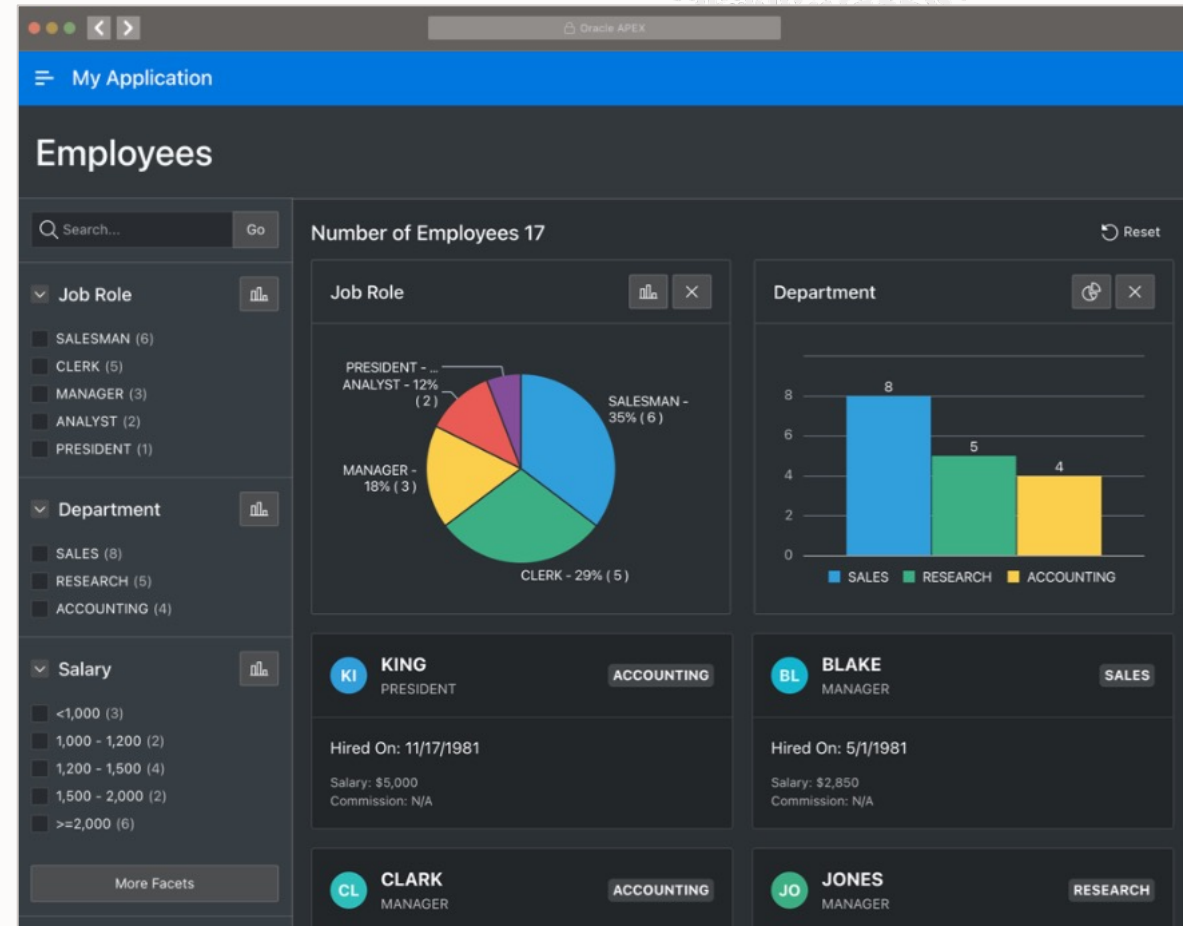 Oracle APEX
My Application
Employees
Search...
Go
Job Role
SALESMAN (6)
CLERK (5)
MANAGER (3)
ANALYST (2)
PRESIDENT (1)
Department
SALES (8)
RESEARCH (5)
ACCOUNTING (4)
Salary
<1,000 (3)
1,000 - 1,200 (2)
1,200 - 1,500 (4)
1,500 - 2,000 (2)
>=2,000 (6)
More Facets
Number of Employees 17
Reset
Job Role
PRESIDENT - ...
ANALYST - 12%
(2)
SALESMAN -
35% (6)
MANAGER -
18% (3)
CLERK - 29% (5)
Department
8
6
4
2
0
8
5
4
SALES RESEARCH ACCOUNTING
KI
KING
PRESIDENT
ACCOUNTING
Hired On: 11/17/1981
Salary: $5,000
Commission: N/A
BL
BLAKE
MANAGER
SALES
Hired On: 5/1/1981
Salary: $2,850
Commission: N/A
CL
CLARK
MANAGER
ACCOUNTING
JO
JONES
MANAGER
RESEARCH